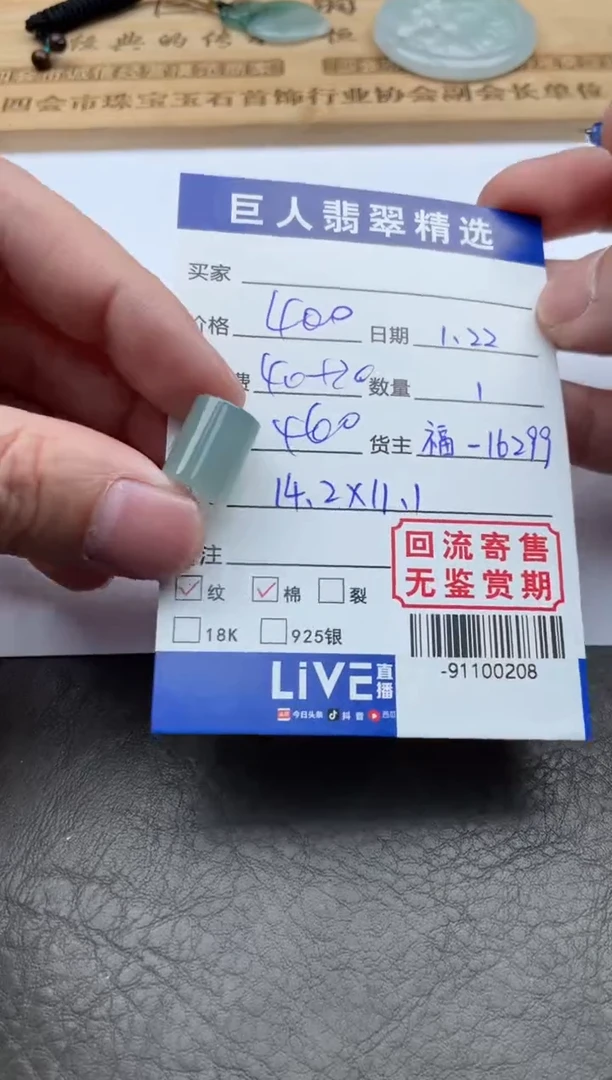 经典的传
四会市珠宝玉石首饰行业协会副会长单位
巨人翡翠精选
买家
价格 400 日期 1.22
费 40+20 数量 1
460 货主 福-16299
14.2×11.1
注
回流寄售
无鉴赏期
纹 棉 裂
18K 925银
-91100208
LiVE 直播
今日头条 抖音 西瓜